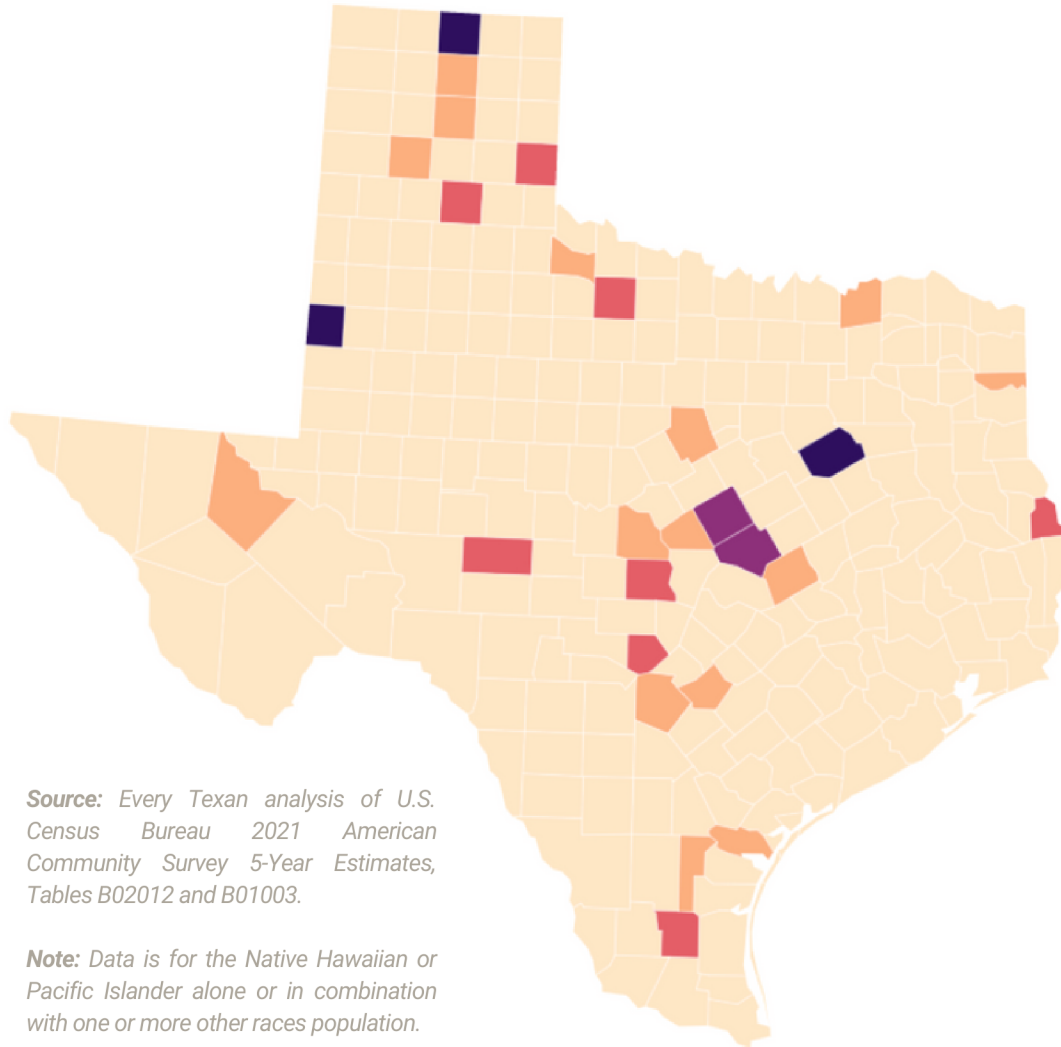 Source: Every Texan analysis of U.S.
Census Bureau 2021 American
Community Survey 5-Year Estimates,
Tables B02012 and B01003.
Note: Data is for the Native Hawaiian or
Pacific Islander alone or in combination
with one or more other races population.